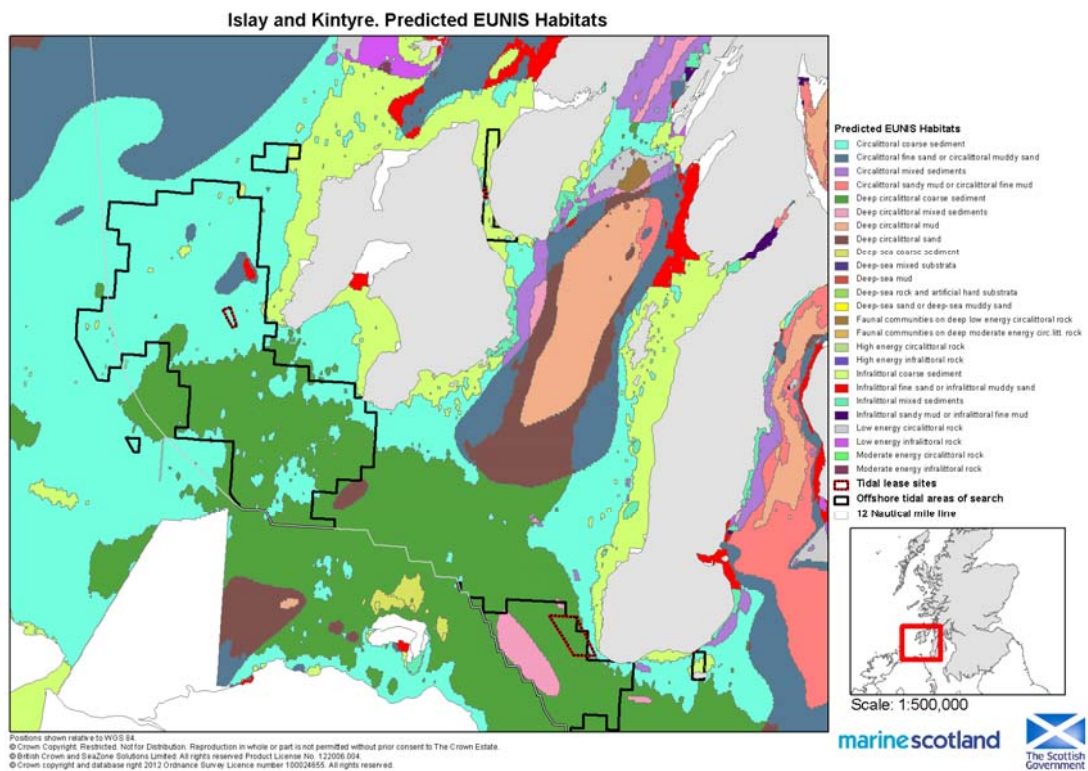 Islay and Kintyre. Predicted EUNIS Habitats
Predicted EUNIS Habitats
Circalittoral coarse sediment
Circalittoral fine sand or circalittoral muddy sand
Circalittoral mixed sediments
Circalittoral sandy mud or circalittoral fine mud
Deep circalittoral coarse sediment
Deep circalittoral mixed sediments
Deep circalittoral mud
Deep circalittoral sand
Deep-sea coarse sediment
Deep-sea mixed substrata
Deep-sea mud
Deep-sea rock and artificial hard substrata
Deep-sea sand or deep-sea muddy sand
Faunal communities on deep low energy circalittoral rock
Faunal communities on deep moderate energy circ.litt. rock
High energy circalittoral rock
High energy infralittoral rock
Infralittoral coarse sediment
Infralittoral fine sand or infralittoral muddy sand
Infralittoral mixed sediments
Infralittoral sandy mud or infralittoral fine mud
Low energy circalittoral rock
Low energy infralittoral rock
Moderate energy circalittoral rock
Moderate energy infralittoral rock
Tidal lease sites
Offshore tidal areas of search
12 Nautical mile line
Scale: 1:500,000
marinescotland
The Scottish
Government
Positions shown relative to WGS 84.
© Crown Copyright. Restricted. Not for Distribution. Reproduction in whole or part is not permitted without prior consent to The Crown Estate.
© British Crown and SeaZone Solutions Limited. All rights reserved Product License No. 122006.004.
© Crown copyright and database right 2012 Ordnance Survey Licence number 100024655. All rights reserved.